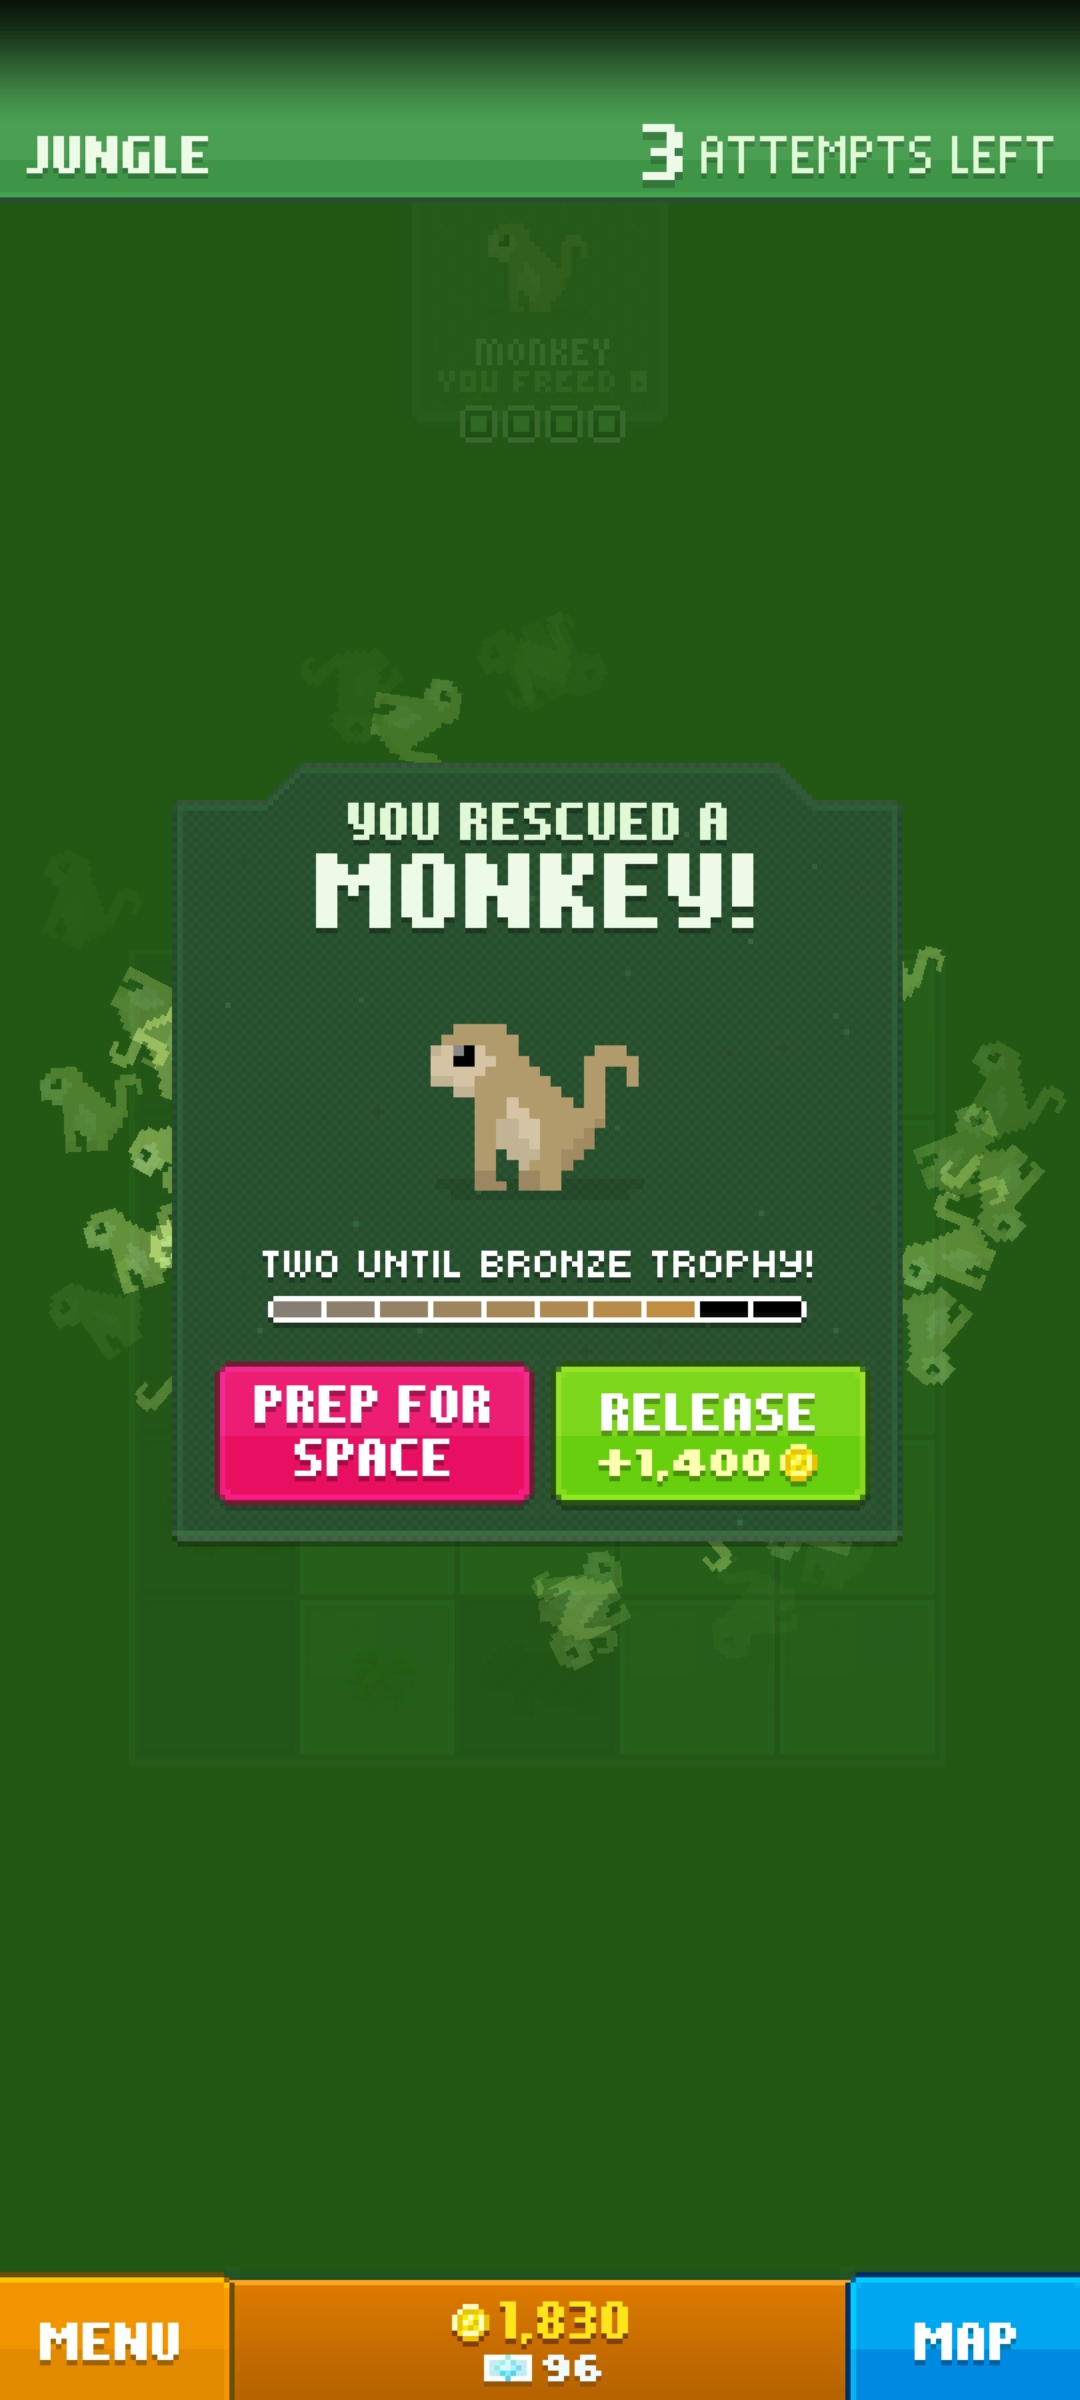 JUNGLE
3 ATTEMPTS LEFT
MONKEY
YOU FREED 8
YOU RESCUED A
MONKEY!
TWO UNTIL BRONZE TROPHY!
PREP FOR
SPACE
RELEASE
+1,400
MENU
1,830
96
MAP